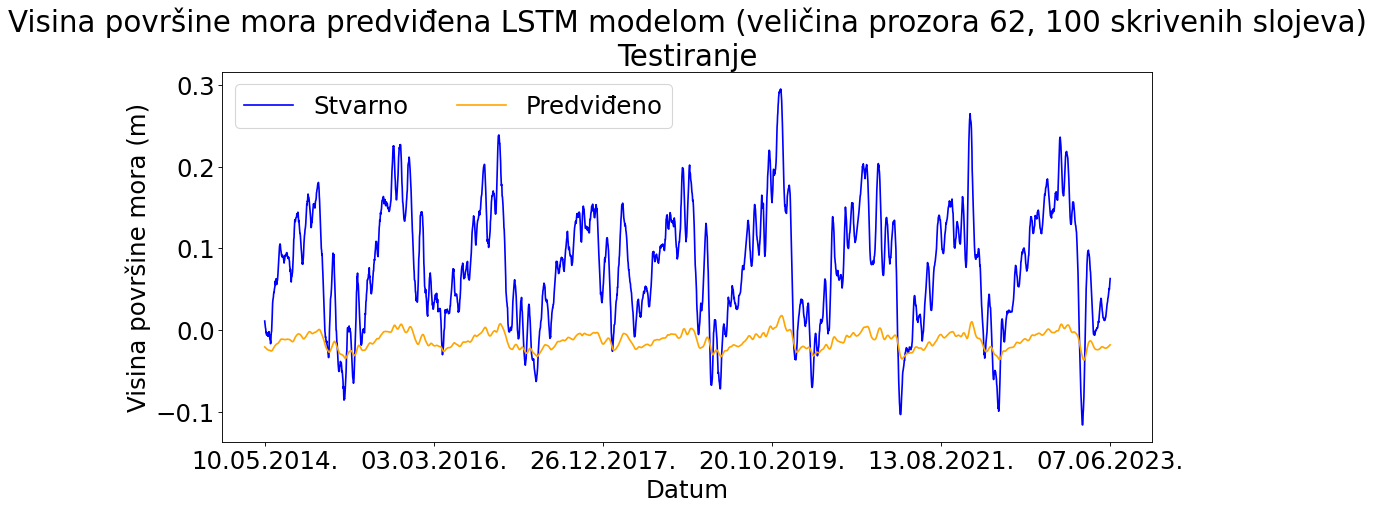 Visina površine mora predviđena LSTM modelom (veličina prozora 62, 100 skrivenih slojeva)
Testiranje
Stvarno
Predviđeno
Visina površine mora (m)
0.3
0.2
0.1
0.0
−0.1
10.05.2014.
03.03.2016.
26.12.2017.
20.10.2019.
13.08.2021.
07.06.2023.
Datum